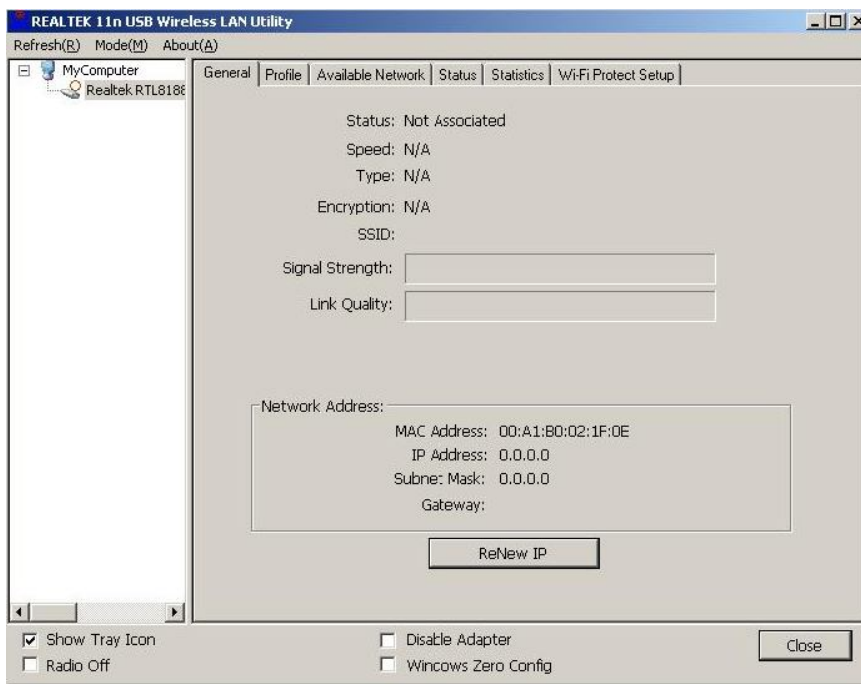 REALTEK 11n USB Wireless LAN Utility
Refresh(R) Mode(M) About(A)
MyComputer
Realtek RTL8188
General Profile Available Network Status Statistics Wi-Fi Protect Setup
Status: Not Associated
Speed: N/A
Type: N/A
Encryption: N/A
SSID:
Signal Strength:
Link Quality:
Network Address:
MAC Address: 00:A1:B0:02:1F:0E
IP Address: 0.0.0.0
Subnet Mask: 0.0.0.0
Gateway:
ReNew IP
Show Tray Icon
Radio Off
Disable Adapter
Windows Zero Config
Close